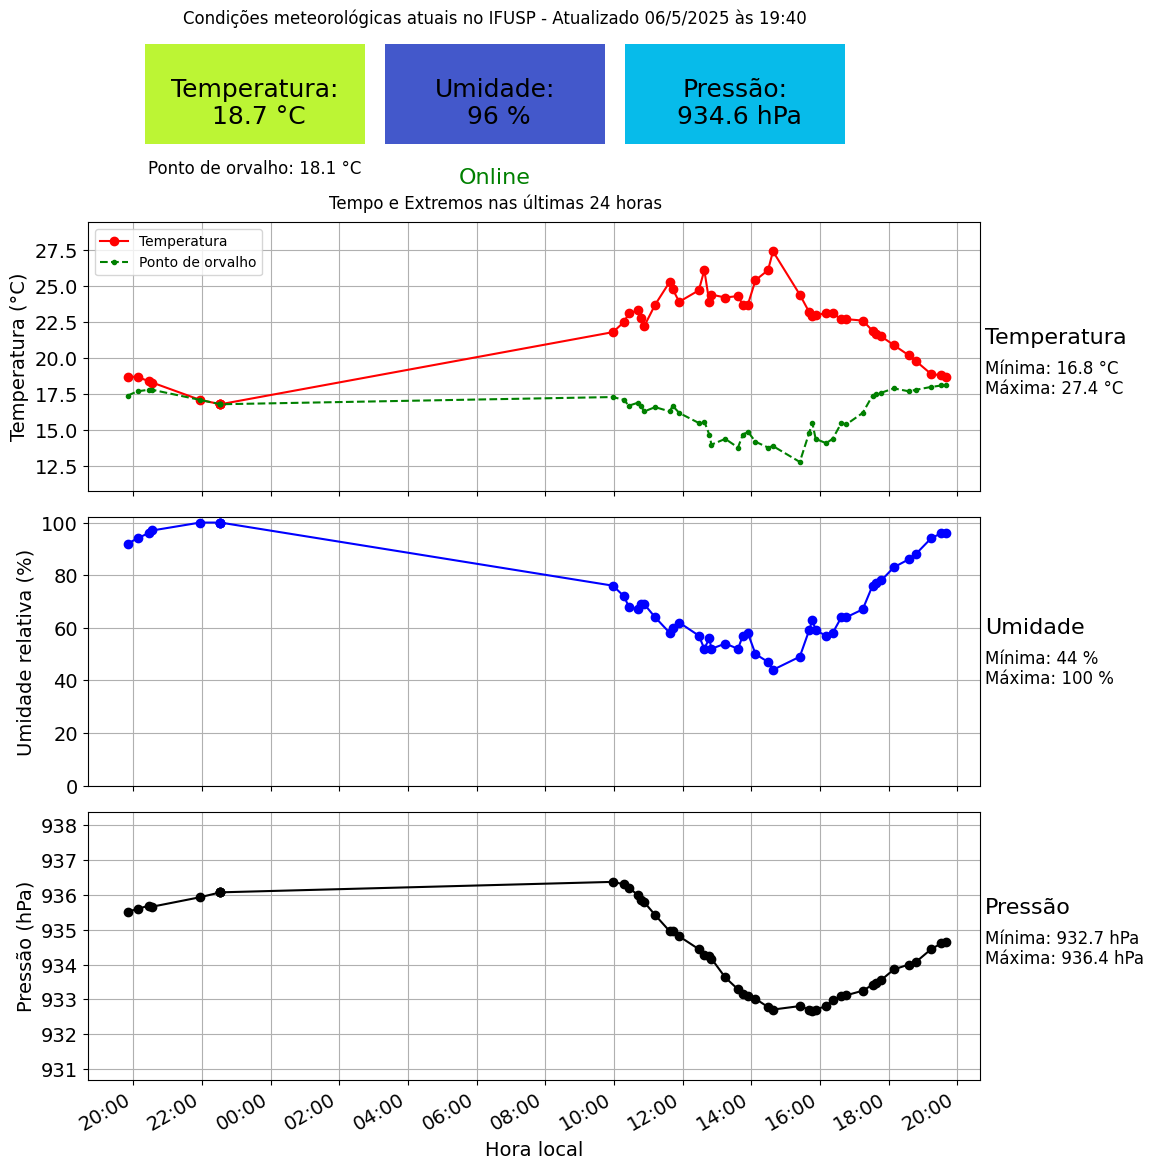 Condições meteorológicas atuais no IFUSP - Atualizado 06/5/2025 às 19:40
Temperatura:
18.7 °C
Umidade:
96 %
Pressão:
934.6 hPa
Ponto de orvalho: 18.1 °C
Online
Tempo e Extremos nas últimas 24 horas
Temperatura (°C)
27.5
25.0
22.5
20.0
17.5
15.0
12.5
Temperatura
Ponto de orvalho
Temperatura
Mínima: 16.8 °C
Máxima: 27.4 °C
Umidade relativa (%)
100
80
60
40
20
0
Umidade
Mínima: 44 %
Máxima: 100 %
Pressão (hPa)
938
937
936
935
934
933
932
931
Pressão
Mínima: 932.7 hPa
Máxima: 936.4 hPa
20:00 22:00 00:00 02:00 04:00 06:00 08:00 10:00 12:00 14:00 16:00 18:00 20:00
Hora local